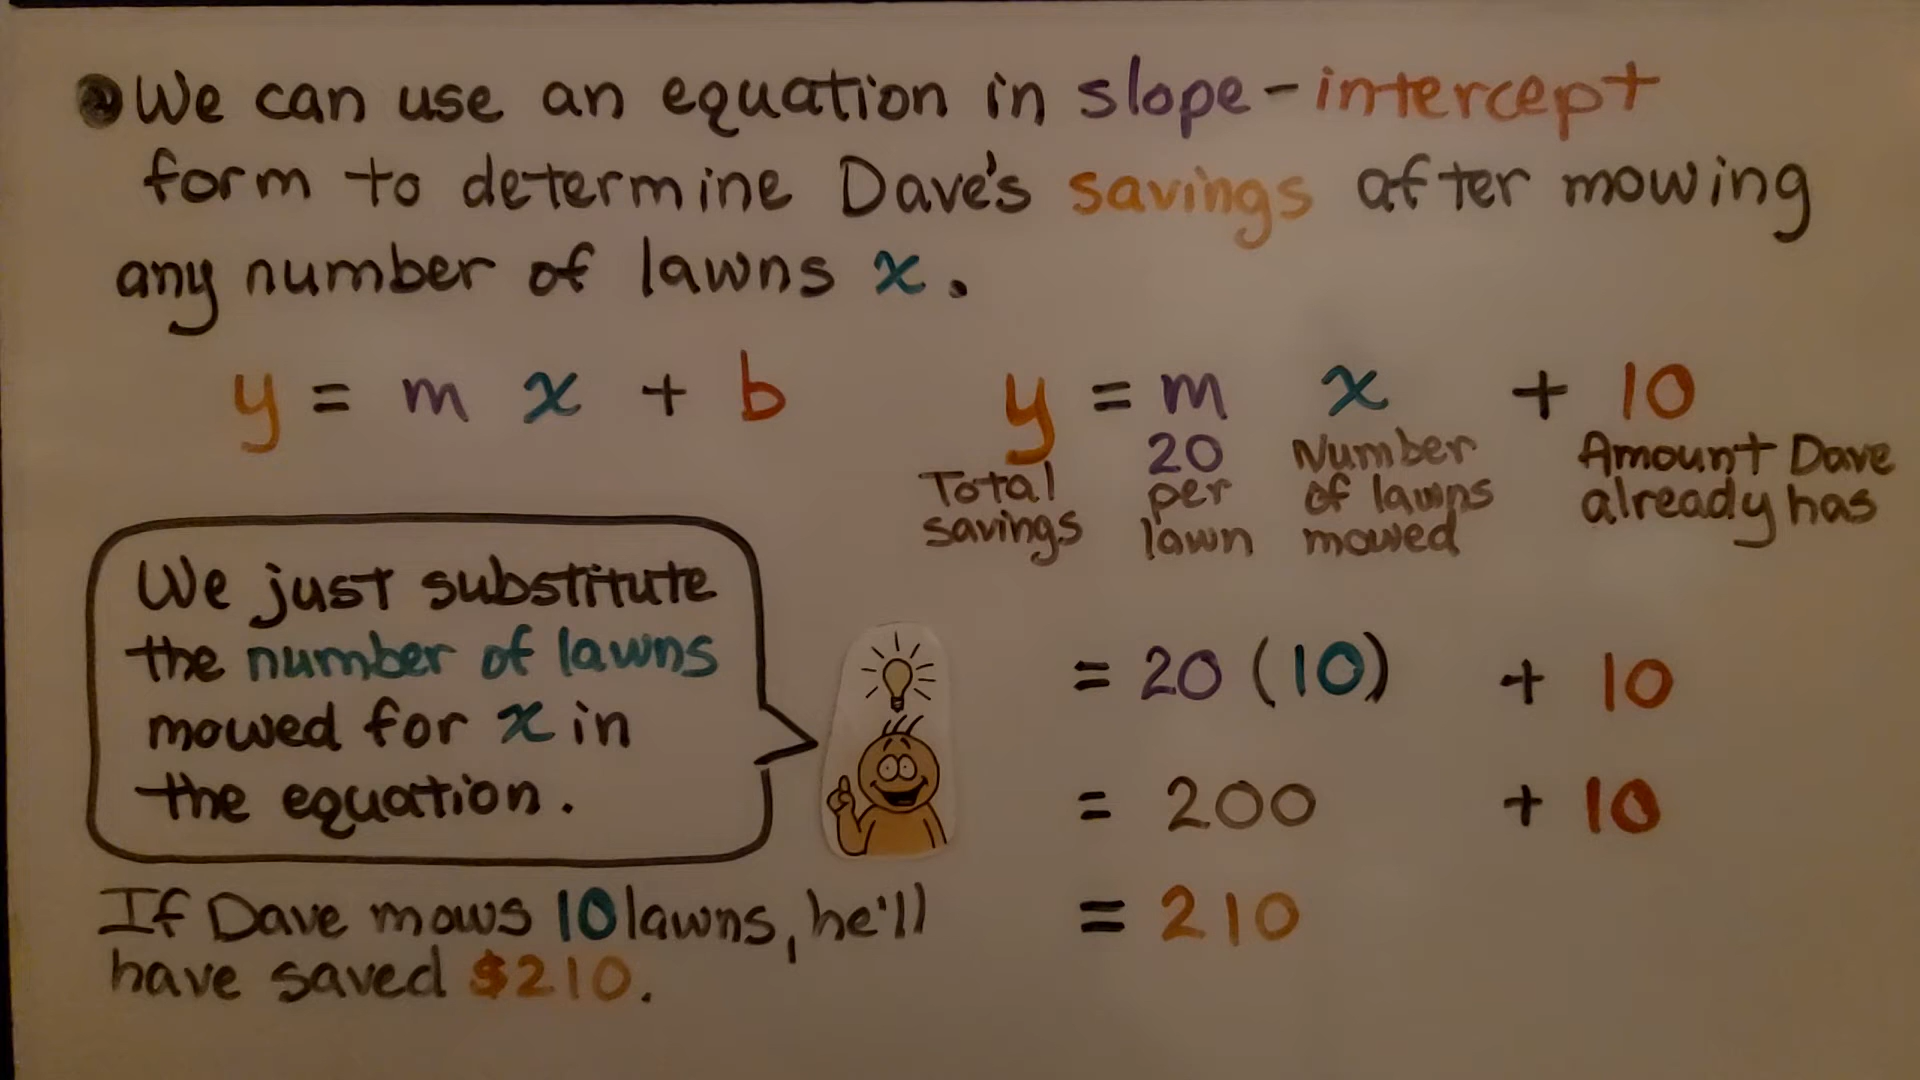 We can use an equation in slope-intercept
form to determine Dave's savings after mowing
any number of lawns x.
y = m x + b
y = m x + 10
Total savings
20 per lawn
Number of lawns mowed
Amount Dave already has
We just substitute
the number of lawns
mowed for x in
the equation.
= 20 (10) + 10
= 200 + 10
= 210
If Dave mows 10 lawns, he'll
have saved $210.